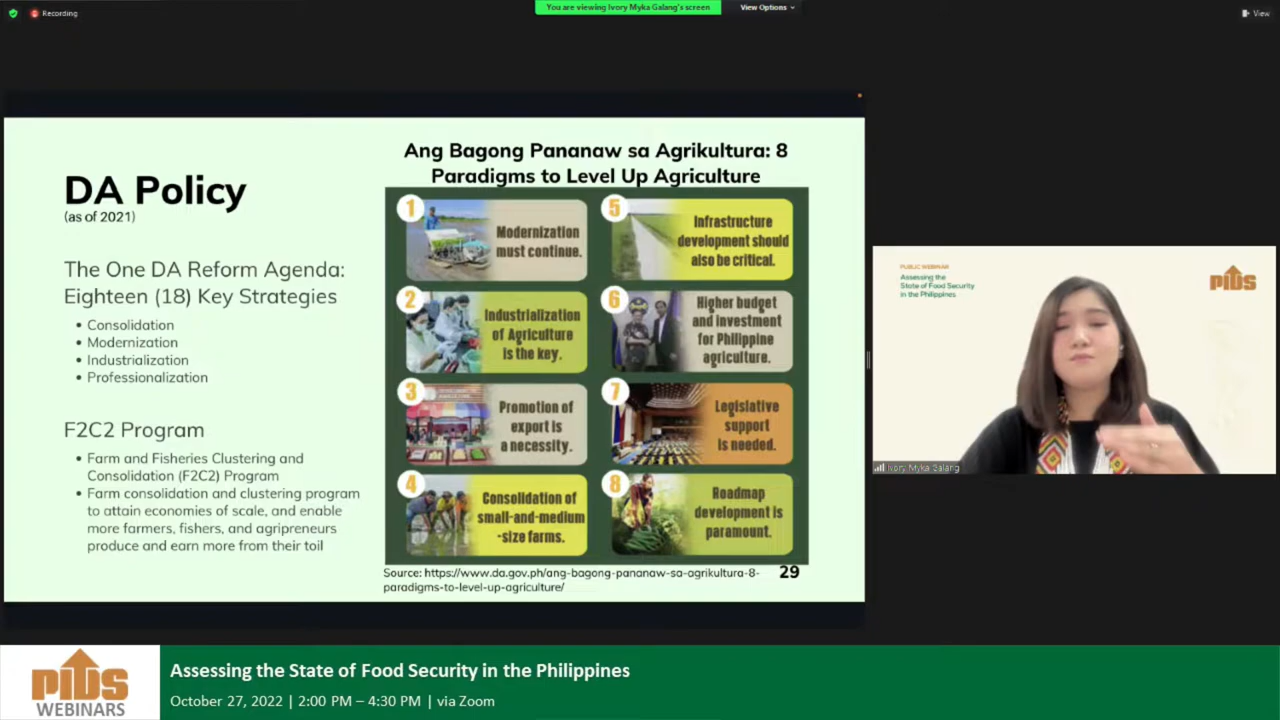 Recording
You are viewing Ivory Myka Galang's screen
View Options
View
DA Policy
(as of 2021)
The One DA Reform Agenda:
Eighteen (18) Key Strategies
• Consolidation
• Modernization
• Industrialization
• Professionalization
F2C2 Program
• Farm and Fisheries Clustering and
Consolidation (F2C2) Program
• Farm consolidation and clustering program
to attain economies of scale, and enable
more farmers, fishers, and agripreneurs
produce and earn more from their toil
Ang Bagong Pananaw sa Agrikultura: 8
Paradigms to Level Up Agriculture
1
Modernization
must continue.
2
Industrialization
of Agriculture
is the key.
3
Promotion of
export is
a necessity.
4
Consolidation of
small-and-medium
-size farms.
5
Infrastructure
development should
also be critical.
6
Higher budget
and investment
for Philippine
agriculture.
7
Legislative
support
is needed.
8
Roadmap
development is
paramount.
Source: https://www.da.gov.ph/ang-bagong-pananaw-sa-agrikultura-8-
paradigms-to-level-up-agriculture/
29
PUBLIC WEBINAR
Assessing the
State of Food Security
in the Philippines
PIDS
Ivory Myka Galang
PIDS
WEBINARS
Assessing the State of Food Security in the Philippines
October 27, 2022 | 2:00 PM – 4:30 PM | via Zoom